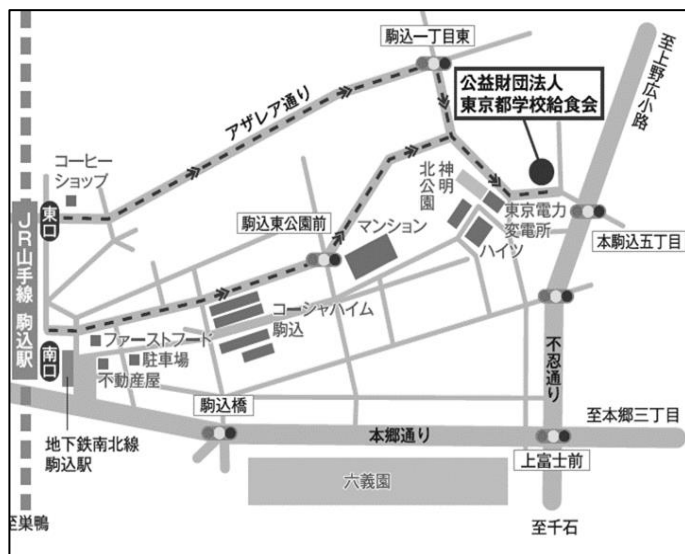 駒込一丁目東
至上野広小路
公益財団法人
東京都学校給食会
アザレア通り
コーヒー
ショップ
神明
北公園
東口
駒込東公園前
マンション
東京電力
変電所
ハイツ
本駒込五丁目
JR山手線 駒込駅
コーシャハイム
駒込
ファーストフード
駐車場
不動産屋
南口
不忍通り
駒込橋
至本郷三丁目
本郷通り
地下鉄南北線
駒込駅
上富士前
六義園
至巣鴨
至千石